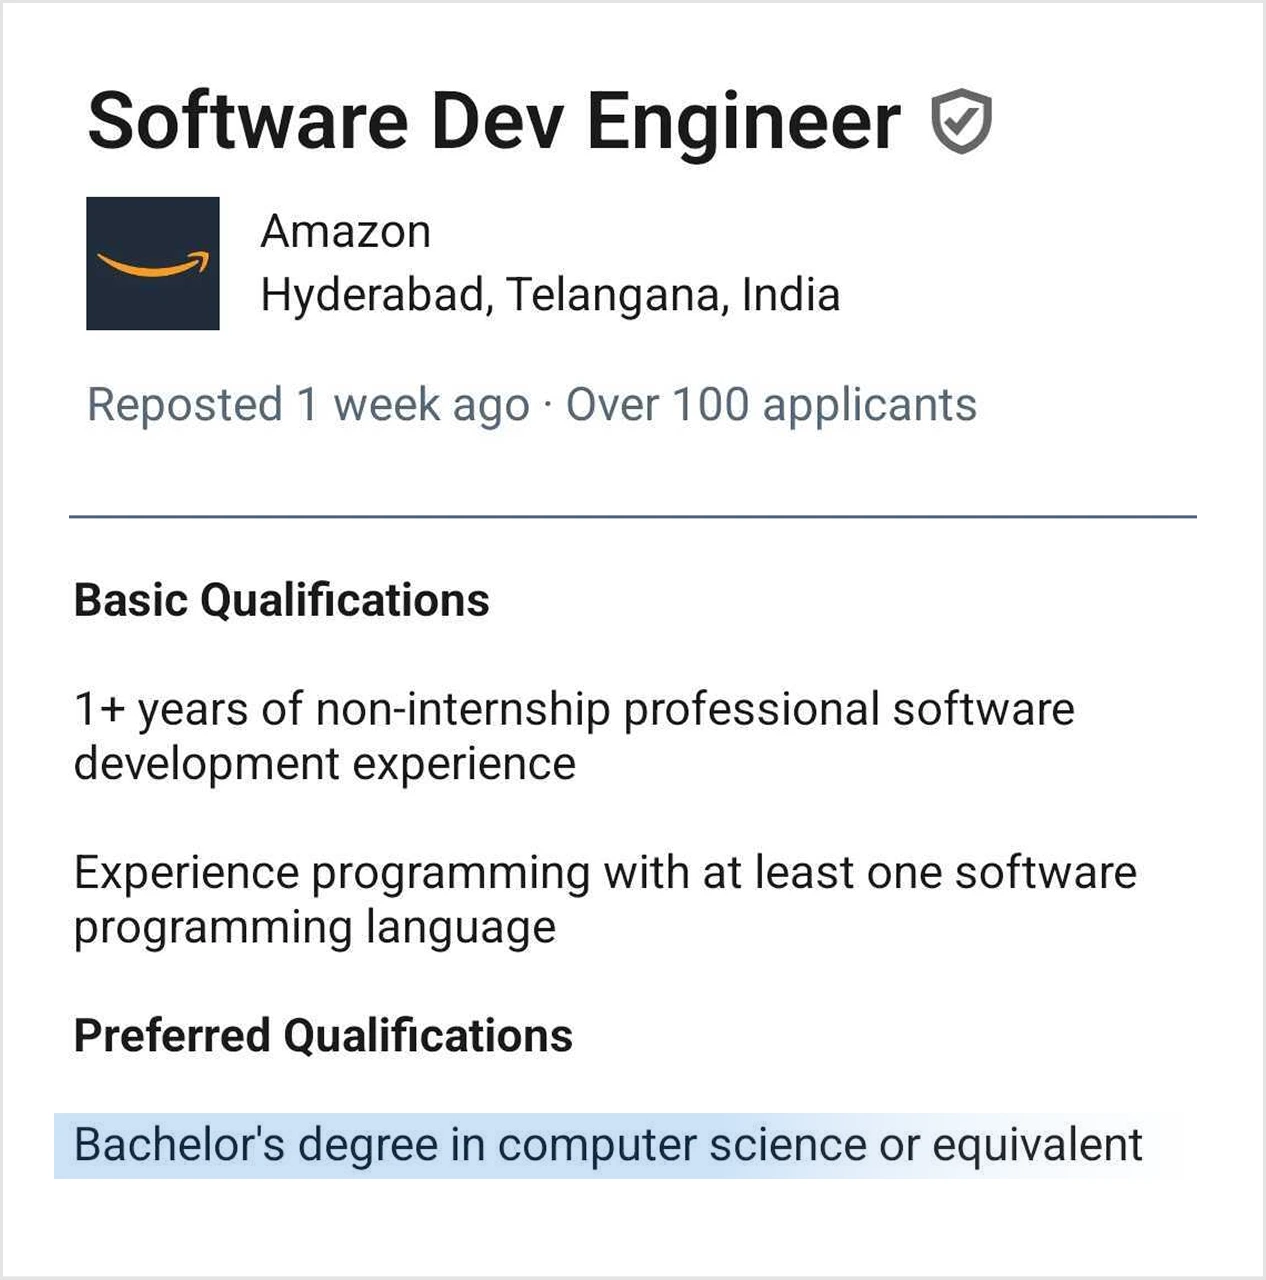 Software Dev Engineer
Amazon
Hyderabad, Telangana, India
Reposted 1 week ago · Over 100 applicants
Basic Qualifications
1+ years of non-internship professional software
development experience
Experience programming with at least one software
programming language
Preferred Qualifications
Bachelor's degree in computer science or equivalent